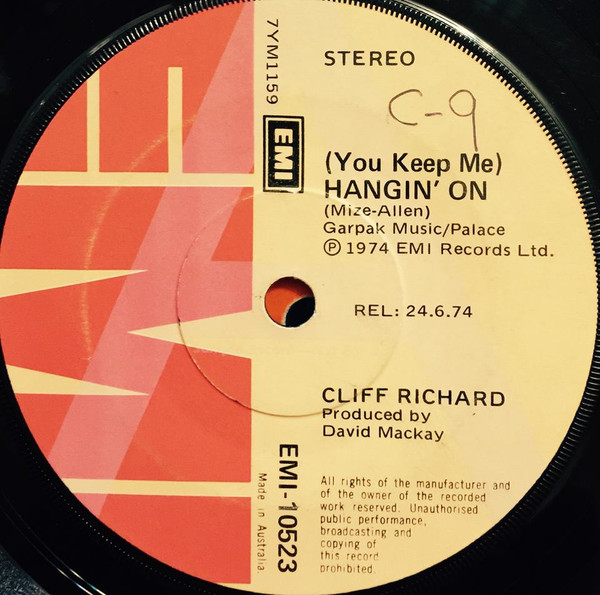 STEREO
7YM1159
C-9
EMI
(You Keep Me)
HANGIN' ON
(Mize-Allen)
Garpak Music/Palace
Ⓟ 1974 EMI Records Ltd.
REL: 24.6.74
CLIFF RICHARD
Produced by
David Mackay
EMI-10523
Made in Australia.
All rights of the manufacturer and
of the owner of the recorded
work reserved. Unauthorised
public performance,
broadcasting and
copying of
this record
prohibited.